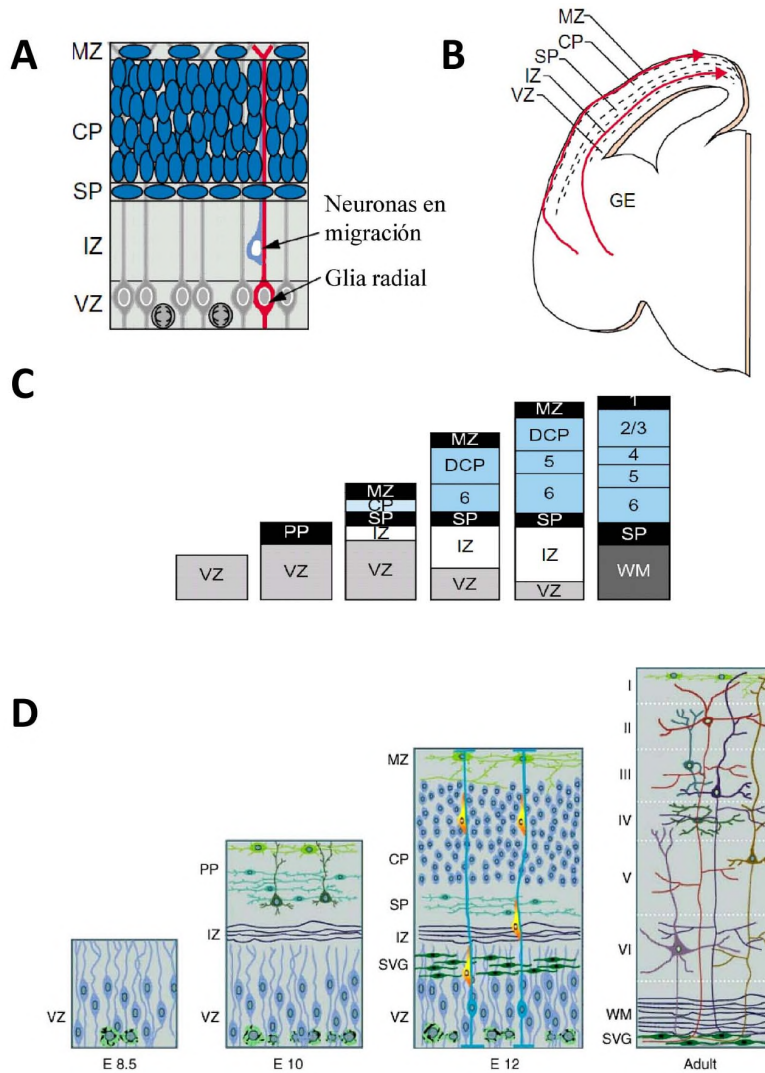 A
MZ
CP
SP
IZ
VZ
Neuronas en
migración
Glia radial
B
MZ
CP
SP
IZ
VZ
GE
C
VZ
PP
VZ
MZ
CP
SP
IZ
VZ
MZ
DCP
6
SP
IZ
VZ
MZ
DCP
5
6
SP
IZ
VZ
1
2/3
4
5
6
SP
WM
D
VZ
E 8.5
PP
IZ
VZ
E 10
MZ
CP
SP
IZ
SVG
VZ
E 12
I
II
III
IV
V
VI
WM
SVG
Adult